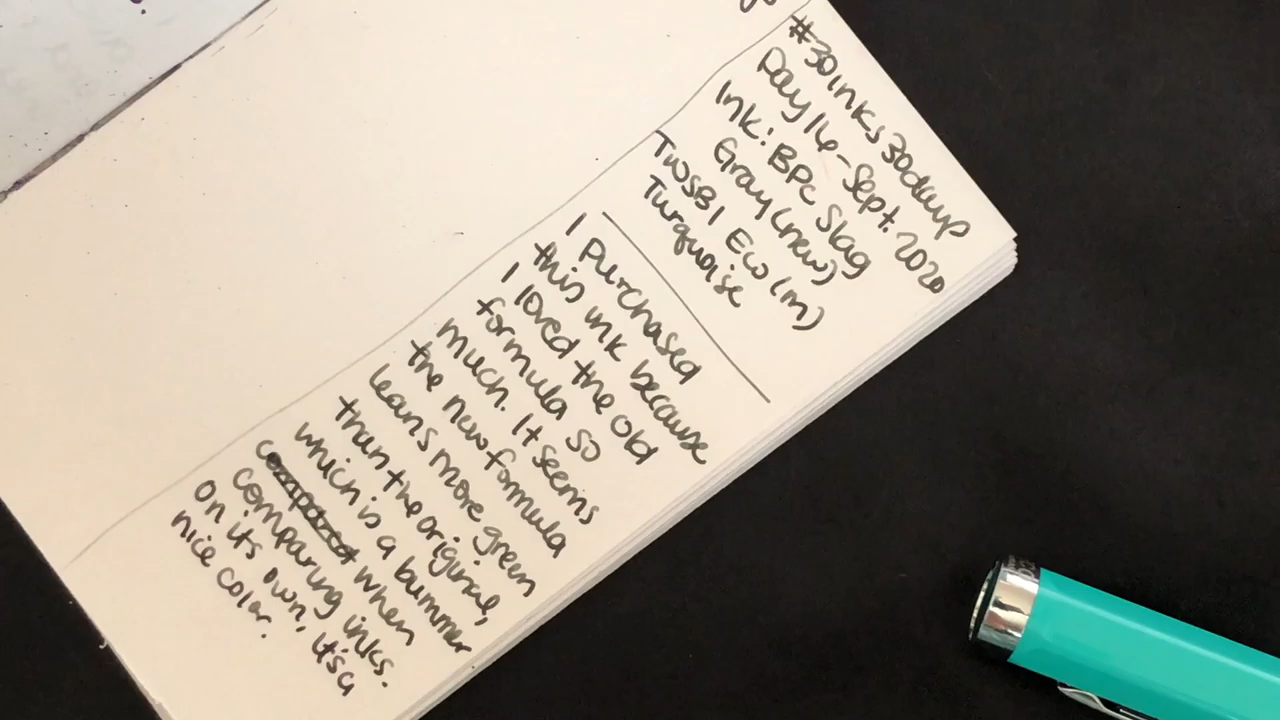 #30inks30days
Day 16-Sept. 2020
Ink: BPC Slag
Gray (new)
TWSBI Eco (m)
Turquoise
I purchased
this ink because
I loved the old
formula so
much. It seems
the new formula
leans more green
than the original,
which is a bummer
when
comparing inks.
On its own, it's a
nice color.